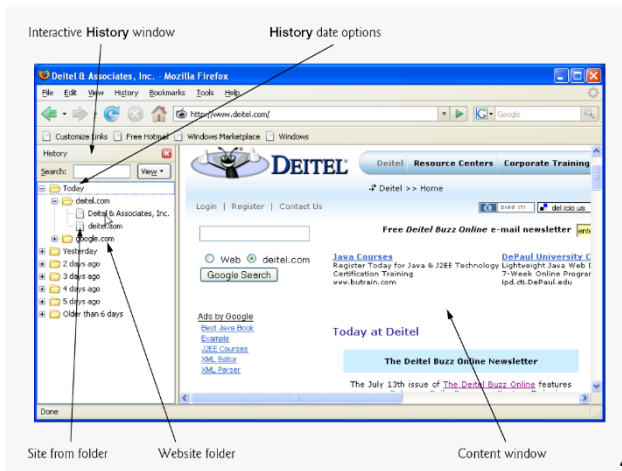 Interactive History window
History date options
Deitel & Associates, Inc. - Mozilla Firefox
File Edit View History Bookmarks Tools Help
http://www.deitel.com/
Google
Customize Links Free Hotmail Windows Marketplace Windows
History
Search: View
Today
deitel.com
Deitel & Associates, Inc.
deitel.com
google.com
Yesterday
2 days ago
3 days ago
4 days ago
5 days ago
Older than 6 days
DEITEL
Deitel Resource Centers Corporate Training
Deitel >> Home
Login | Register | Contact Us
DIGG IT! del.icio.us
Free Deitel Buzz Online e-mail newsletter ente
Web deitel.com
Google Search
Java Courses
Register Today for Java & J2EE Technology
Certification Training
www.butrain.com
DePaul University C
Lightweight Java Web D
7-Week Online Program
ipd.cti.DePaul.edu
Ads by Google
Best Java Book
Example
J2EE Courses
XML Editor
XML Parser
Today at Deitel
The Deitel Buzz Online Newsletter
The July 13th issue of The Deitel Buzz Online features
Done
Site from folder
Website folder
Content window